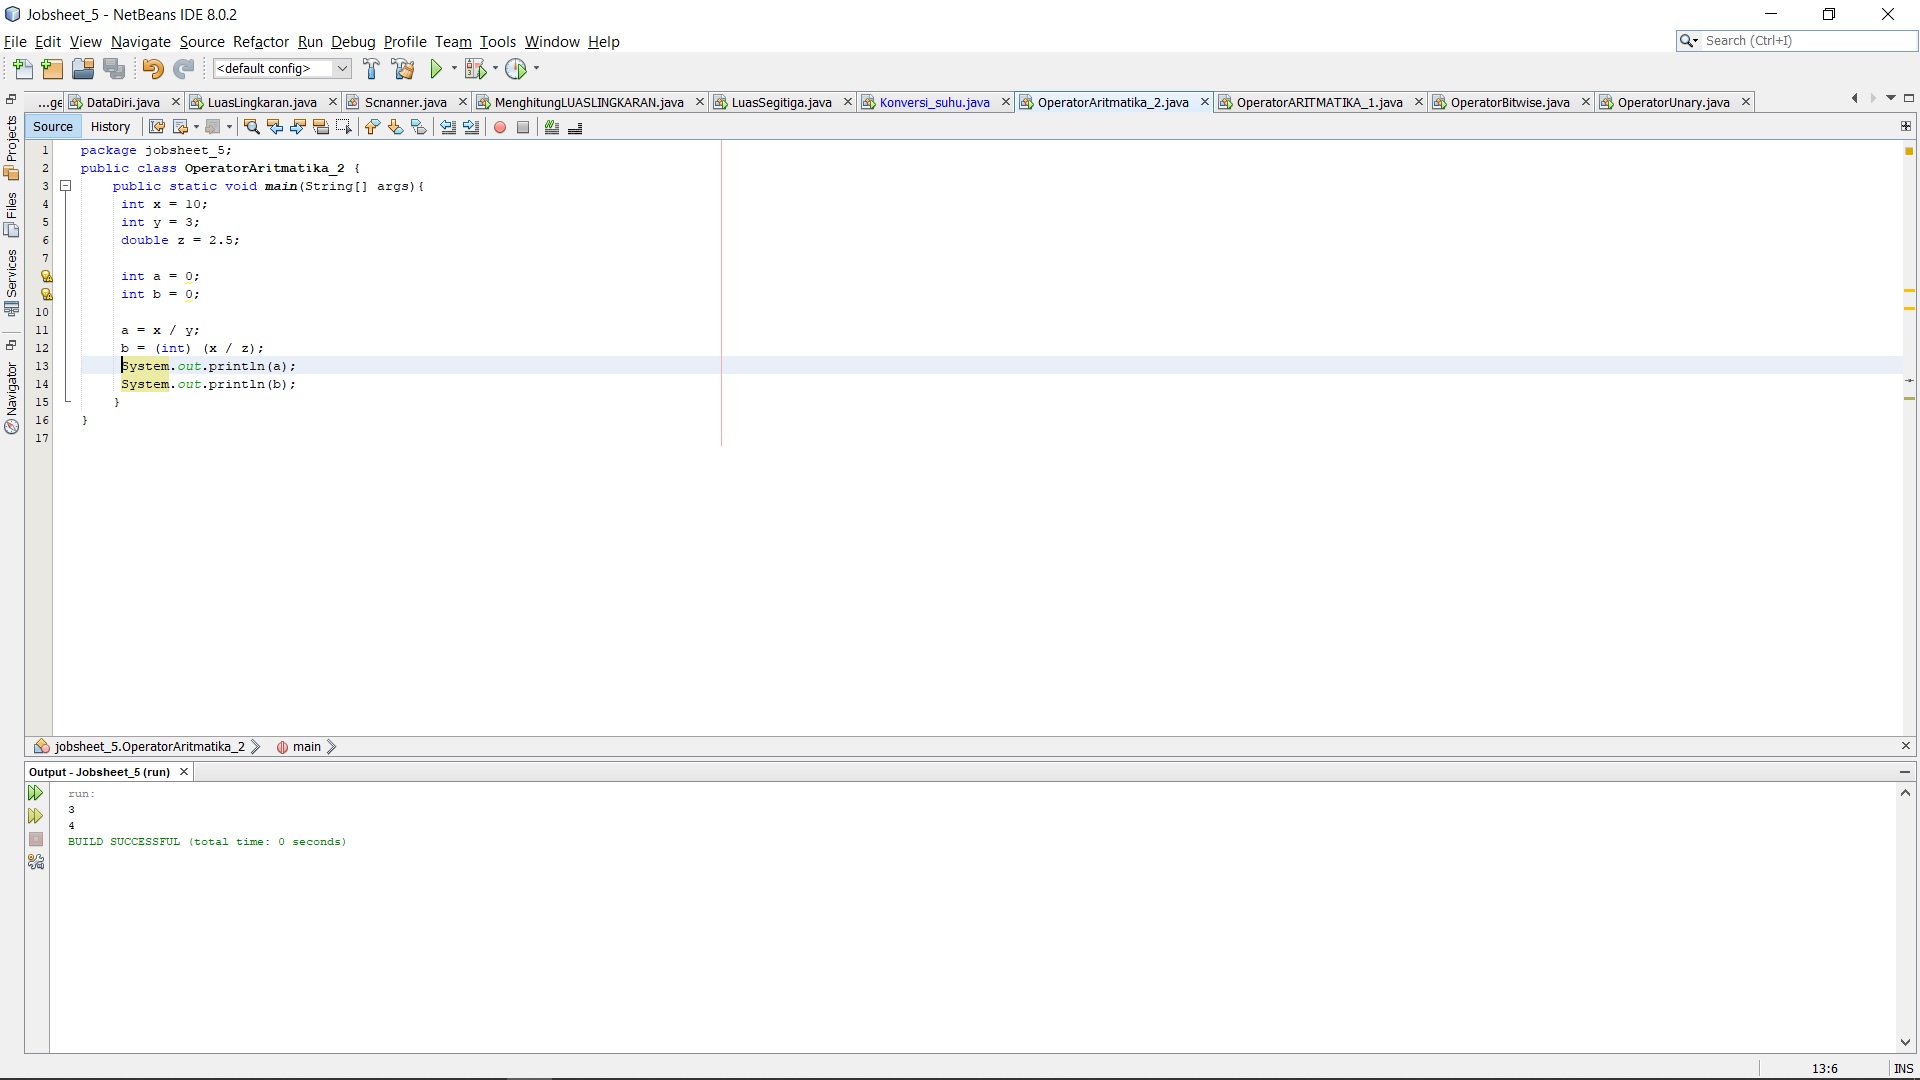 Jobsheet_5 - NetBeans IDE 8.0.2
File Edit View Navigate Source Refactor Run Debug Profile Team Tools Window Help
Search (Ctrl+I)
<default config>
...ge DataDiri.java LuasLingkaran.java Scnanner.java MenghitungLUASLINGKARAN.java LuasSegitiga.java Konversi_suhu.java OperatorAritmatika_2.java OperatorARITMATIKA_1.java OperatorBitwise.java OperatorUnary.java
Source History
Projects
Files
Services
Navigator
1 package jobsheet_5;
2 public class OperatorAritmatika_2 {
3 public static void main(String[] args){
4 int x = 10;
5 int y = 3;
6 double z = 2.5;
7
int a = 0;
int b = 0;
10
11 a = x / y;
12 b = (int) (x / z);
13 System.out.println(a);
14 System.out.println(b);
15 }
16 }
17
jobsheet_5.OperatorAritmatika_2 main
Output - Jobsheet_5 (run)
run:
3
4
BUILD SUCCESSFUL (total time: 0 seconds)
13:6 INS